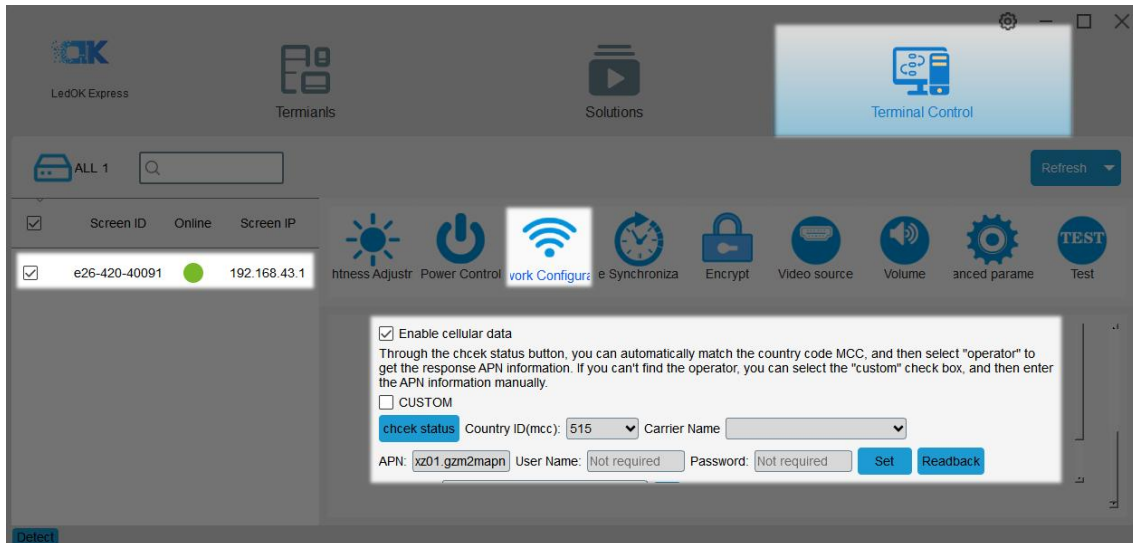 LedOK Express
Termianls
Solutions
Terminal Control
ALL 1
Refresh
Screen ID Online Screen IP
e26-420-40091 192.168.43.1
htness Adjustr Power Control work Configura e Synchroniza Encrypt Video source Volume anced parame Test
TEST
Enable cellular data
Through the chcek status button, you can automatically match the country code MCC, and then select "operator" to
get the response APN information. If you can't find the operator, you can select the "custom" check box, and then enter
the APN information manually.
CUSTOM
chcek status Country ID(mcc): 515 Carrier Name
APN: xz01.gzm2mapn User Name: Not required Password: Not required Set Readback
Detect